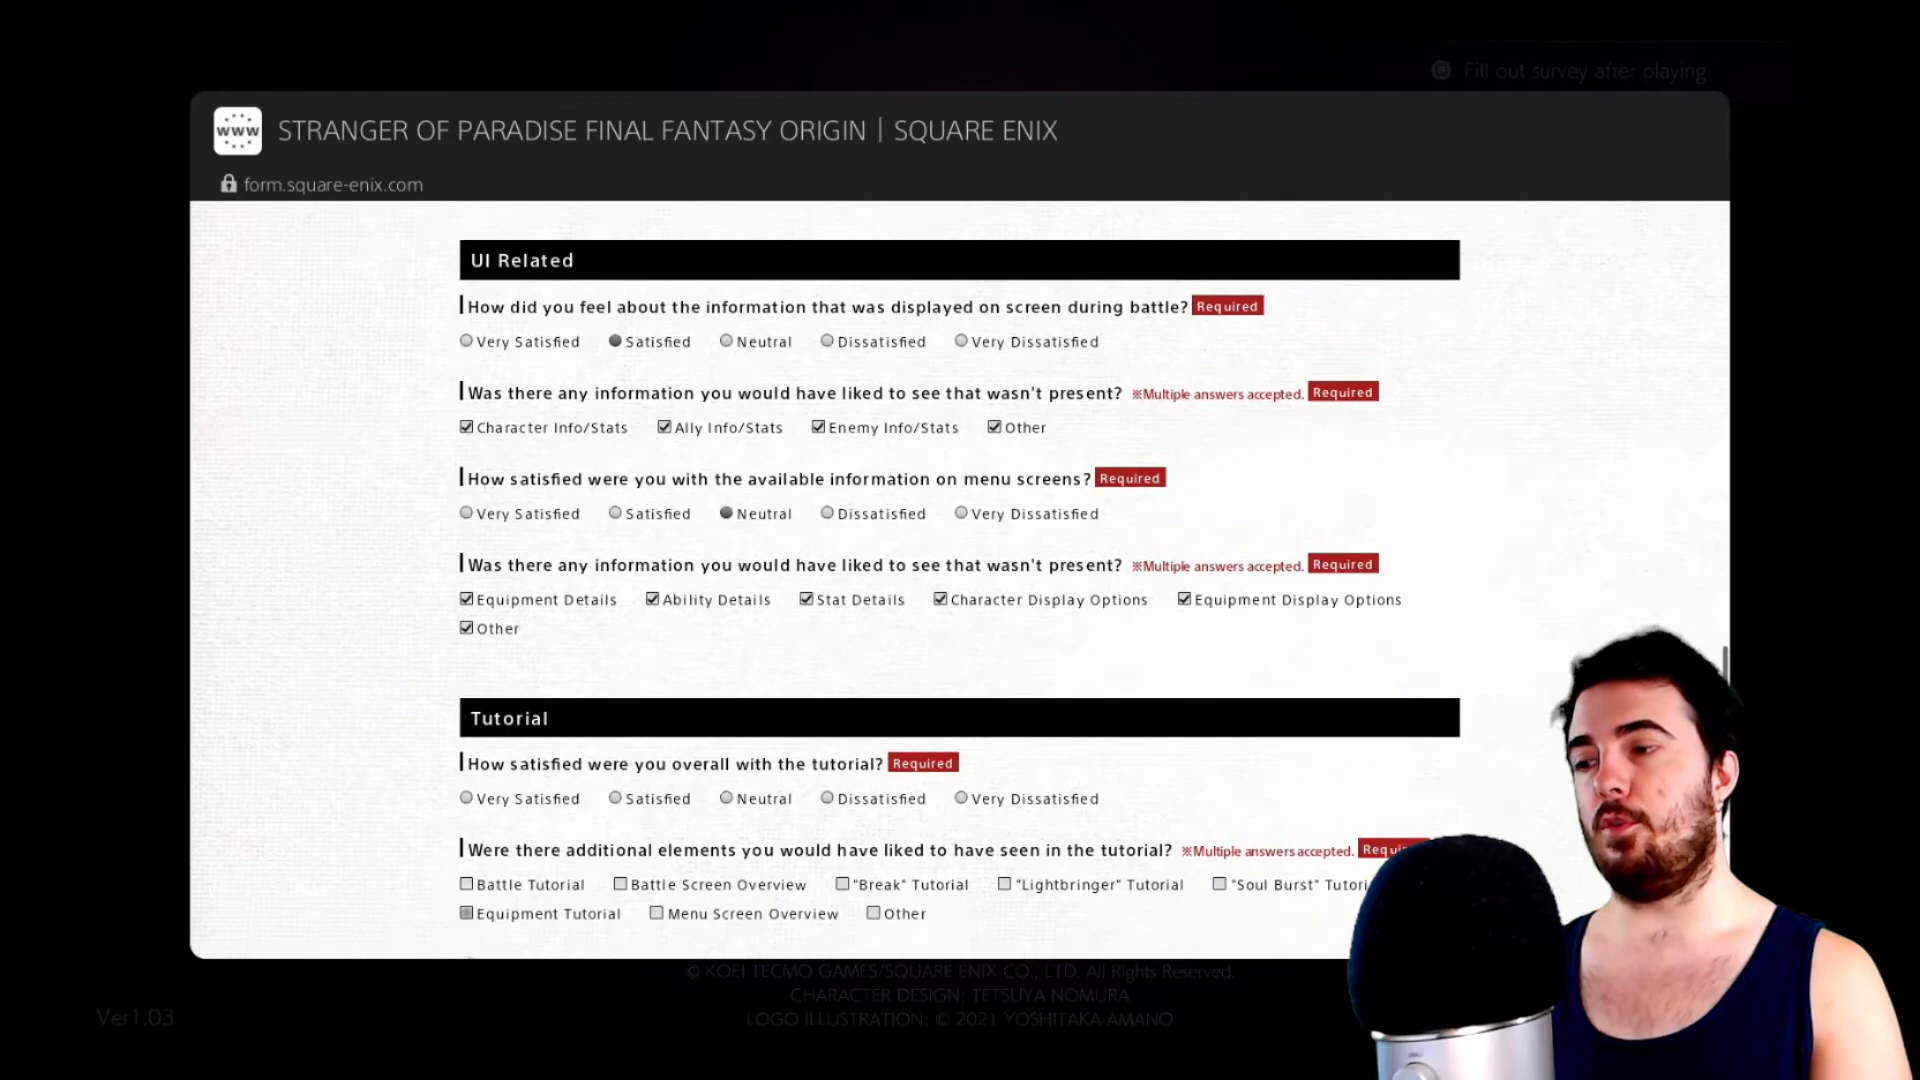 Fill out survey after playing
WWW
STRANGER OF PARADISE FINAL FANTASY ORIGIN | SQUARE ENIX
form.square-enix.com
UI Related
How did you feel about the information that was displayed on screen during battle? Required
Very Satisfied Satisfied Neutral Dissatisfied Very Dissatisfied
Was there any information you would have liked to see that wasn't present? ※Multiple answers accepted. Required
Character Info/Stats Ally Info/Stats Enemy Info/Stats Other
How satisfied were you with the available information on menu screens? Required
Very Satisfied Satisfied Neutral Dissatisfied Very Dissatisfied
Was there any information you would have liked to see that wasn't present? ※Multiple answers accepted. Required
Equipment Details Ability Details Stat Details Character Display Options Equipment Display Options
Other
Tutorial
How satisfied were you overall with the tutorial? Required
Very Satisfied Satisfied Neutral Dissatisfied Very Dissatisfied
Were there additional elements you would have liked to have seen in the tutorial? ※Multiple answers accepted. Requ
Battle Tutorial Battle Screen Overview "Break" Tutorial "Lightbringer" Tutorial "Soul Burst" Tutori
Equipment Tutorial Menu Screen Overview Other
© KOEI TECMO GAMES/SQUARE ENIX CO., LTD. All Rights Reserved.
CHARACTER DESIGN: TETSUYA NOMURA
LOGO ILLUSTRATION: © 2021 YOSHITAKA AMANO
Ver1.03